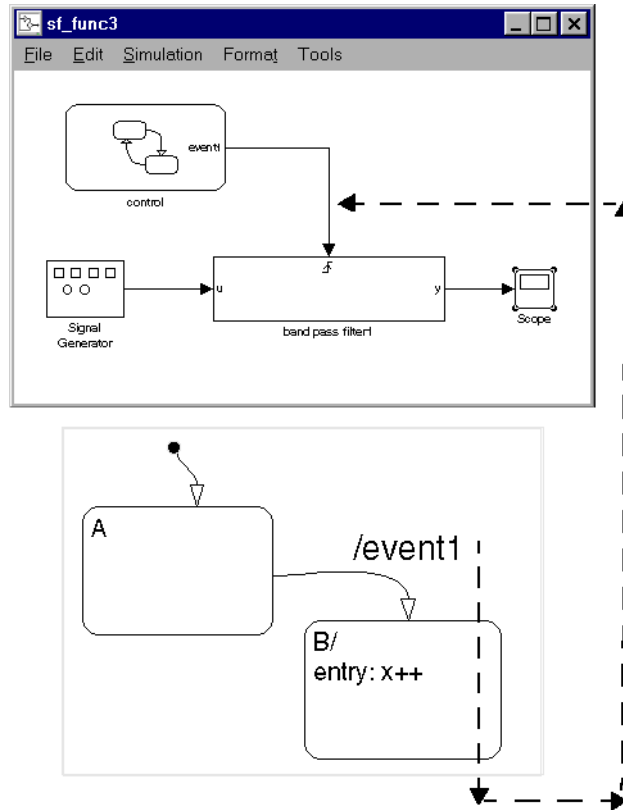 sf_func3
File Edit Simulation Format Tools
event1
control
u
y
Signal
Generator
band pass filter1
Scope
A
/event1
B/
entry: x++